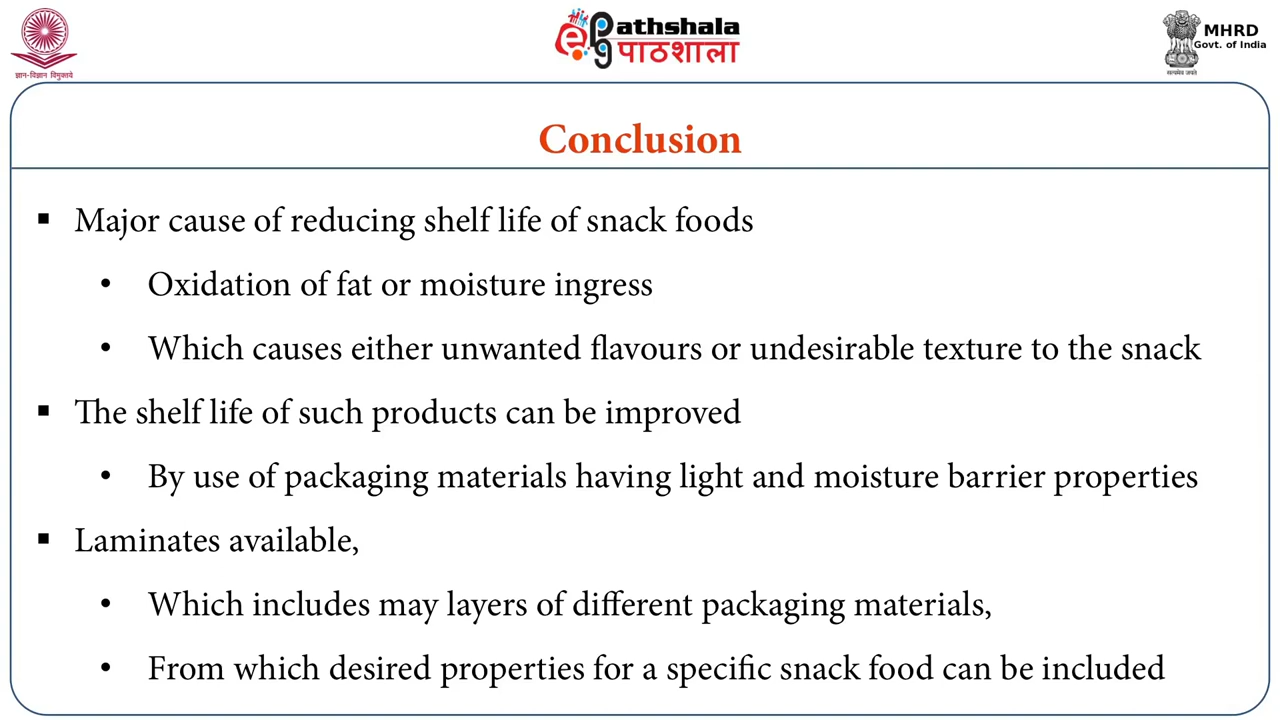 ज्ञान-विज्ञान विमुक्तये
ePathshala
पाठशाला
MHRD
Govt. of India
सत्यमेव जयते
Conclusion
▪ Major cause of reducing shelf life of snack foods
• Oxidation of fat or moisture ingress
• Which causes either unwanted flavours or undesirable texture to the snack
▪ The shelf life of such products can be improved
• By use of packaging materials having light and moisture barrier properties
▪ Laminates available,
• Which includes may layers of different packaging materials,
• From which desired properties for a specific snack food can be included